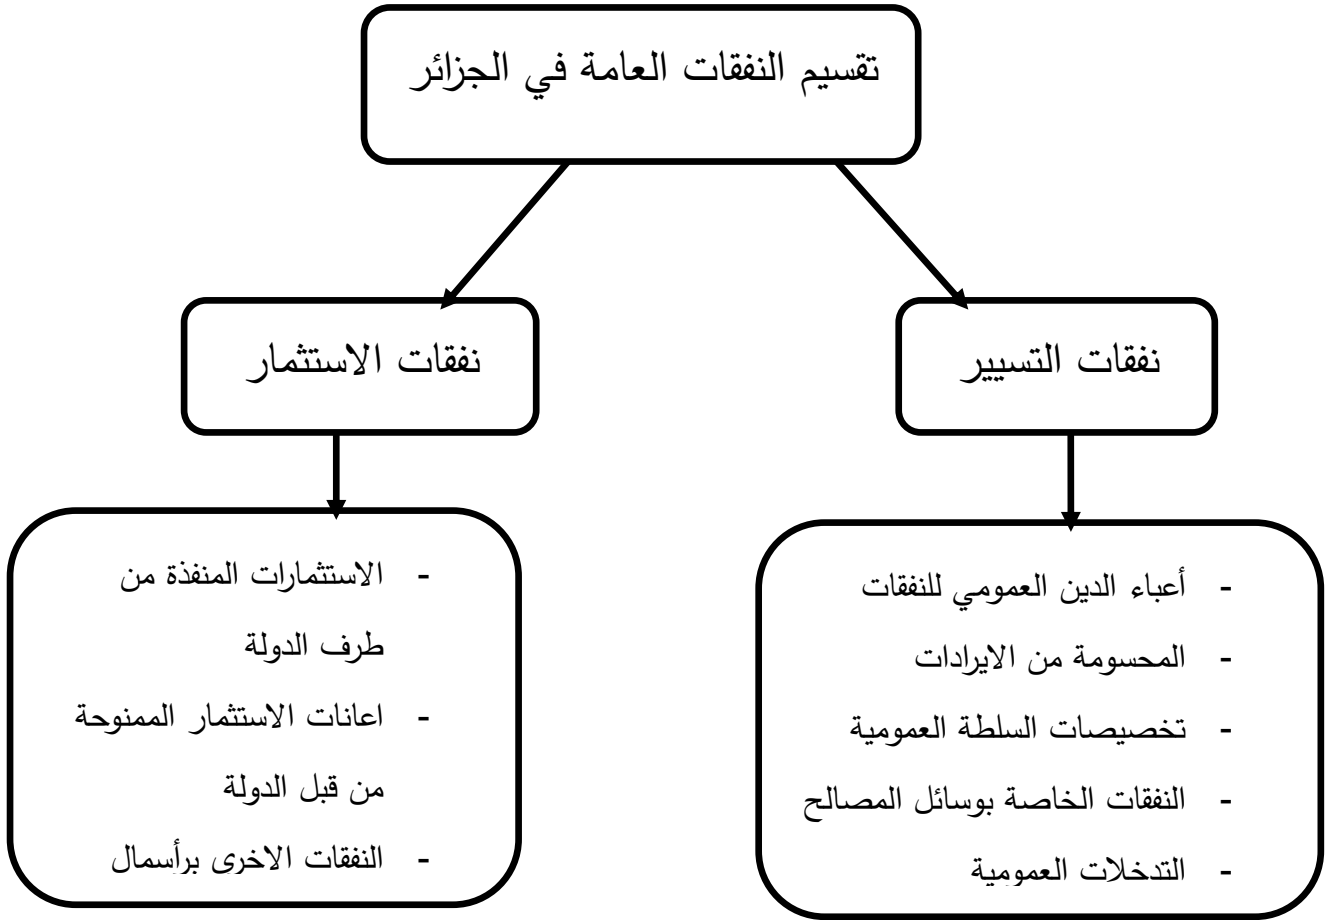 تقسيم النفقات العامة في الجزائر
نفقات التسيير
نفقات الاستثمار
- أعباء الدين العمومي للنفقات
- المحسومة من الايرادات
- تخصيصات السلطة العمومية
- النفقات الخاصة بوسائل المصالح
- التدخلات العمومية
- الاستثمارات المنفذة من
طرف الدولة
- اعانات الاستثمار الممنوحة
من قبل الدولة
- النفقات الاخرى برأسمال